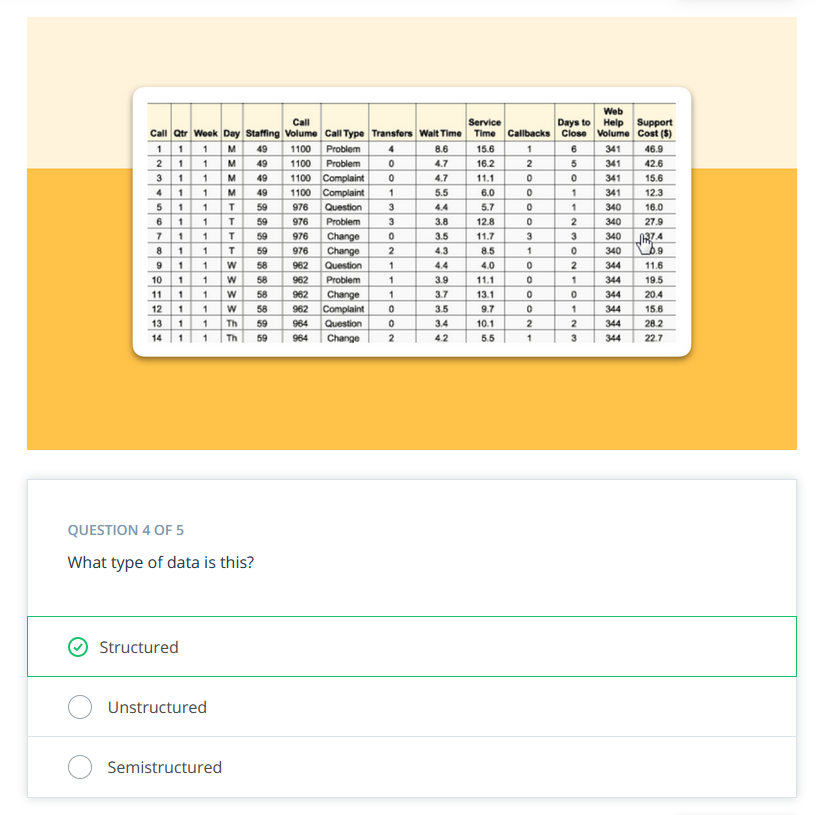 Call Qtr Week Day Staffing Call Volume Call Type Transfers Wait Time Service Time Callbacks Days to Close Web Help Volume Support Cost ($)
1 1 1 M 49 1100 Problem 4 8.6 15.6 1 6 341 46.9
2 1 1 M 49 1100 Problem 0 4.7 16.2 2 5 341 42.6
3 1 1 M 49 1100 Complaint 0 4.7 11.1 0 0 341 15.6
4 1 1 M 49 1100 Complaint 1 5.5 6.0 0 1 341 12.3
5 1 1 T 59 976 Question 3 4.4 5.7 0 1 340 16.0
6 1 1 T 59 976 Problem 3 3.8 12.8 0 2 340 27.9
7 1 1 T 59 976 Change 0 3.5 11.7 3 3 340 37.4
8 1 1 T 59 976 Change 2 4.3 8.5 1 0 340
9 1 1 W 58 962 Question 1 4.4 4.0 0 2 344 11.6
10 1 1 W 58 962 Problem 1 3.9 11.1 0 1 344 19.5
11 1 1 W 58 962 Change 1 3.7 13.1 0 0 344 20.4
12 1 1 W 58 962 Complaint 0 3.5 9.7 0 1 344 15.6
13 1 1 Th 59 964 Question 0 3.4 10.1 2 2 344 28.2
14 1 1 Th 59 964 Change 2 4.2 5.5 1 3 344 22.7
QUESTION 4 OF 5
What type of data is this?
Structured
Unstructured
Semistructured